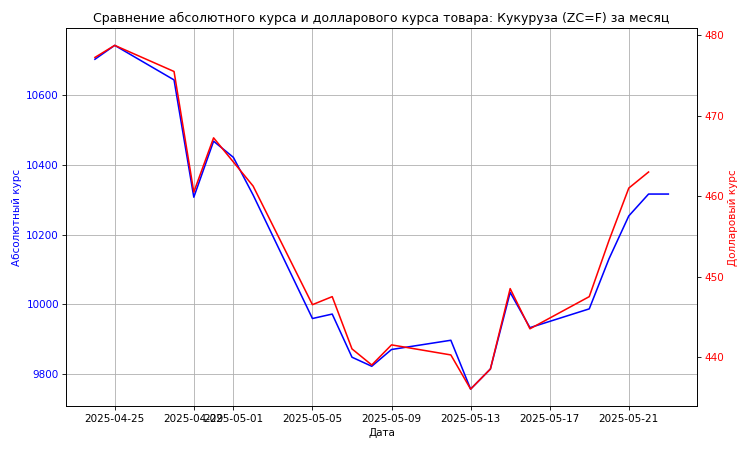 Сравнение абсолютного курса и долларового курса товара: Кукуруза (ZC=F) за месяц
480
10600
470
10400
460
10200
450
10000
440
9800
Абсолютный курс
Долларовый курс
2025-04-25 2025-04-29 2025-05-01 2025-05-05 2025-05-09 2025-05-13 2025-05-17 2025-05-21
Дата